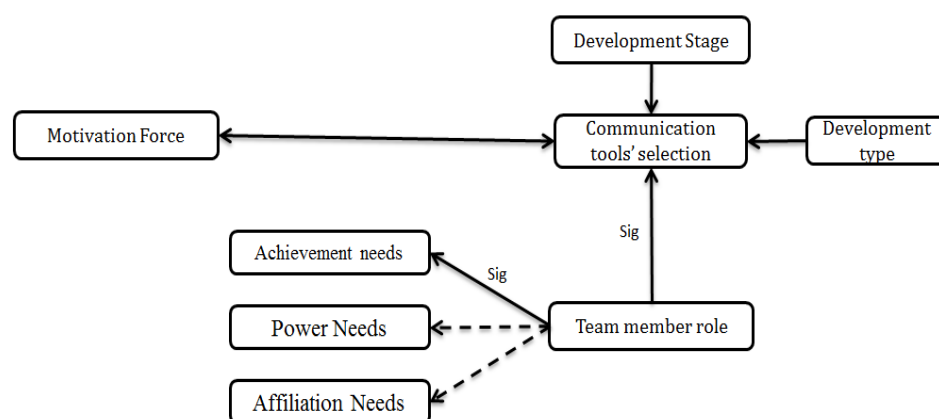 Development Stage
Motivation Force
Communication
tools' selection
Development
type
Sig
Achievement needs
Sig
Power Needs
Team member role
Affiliation Needs